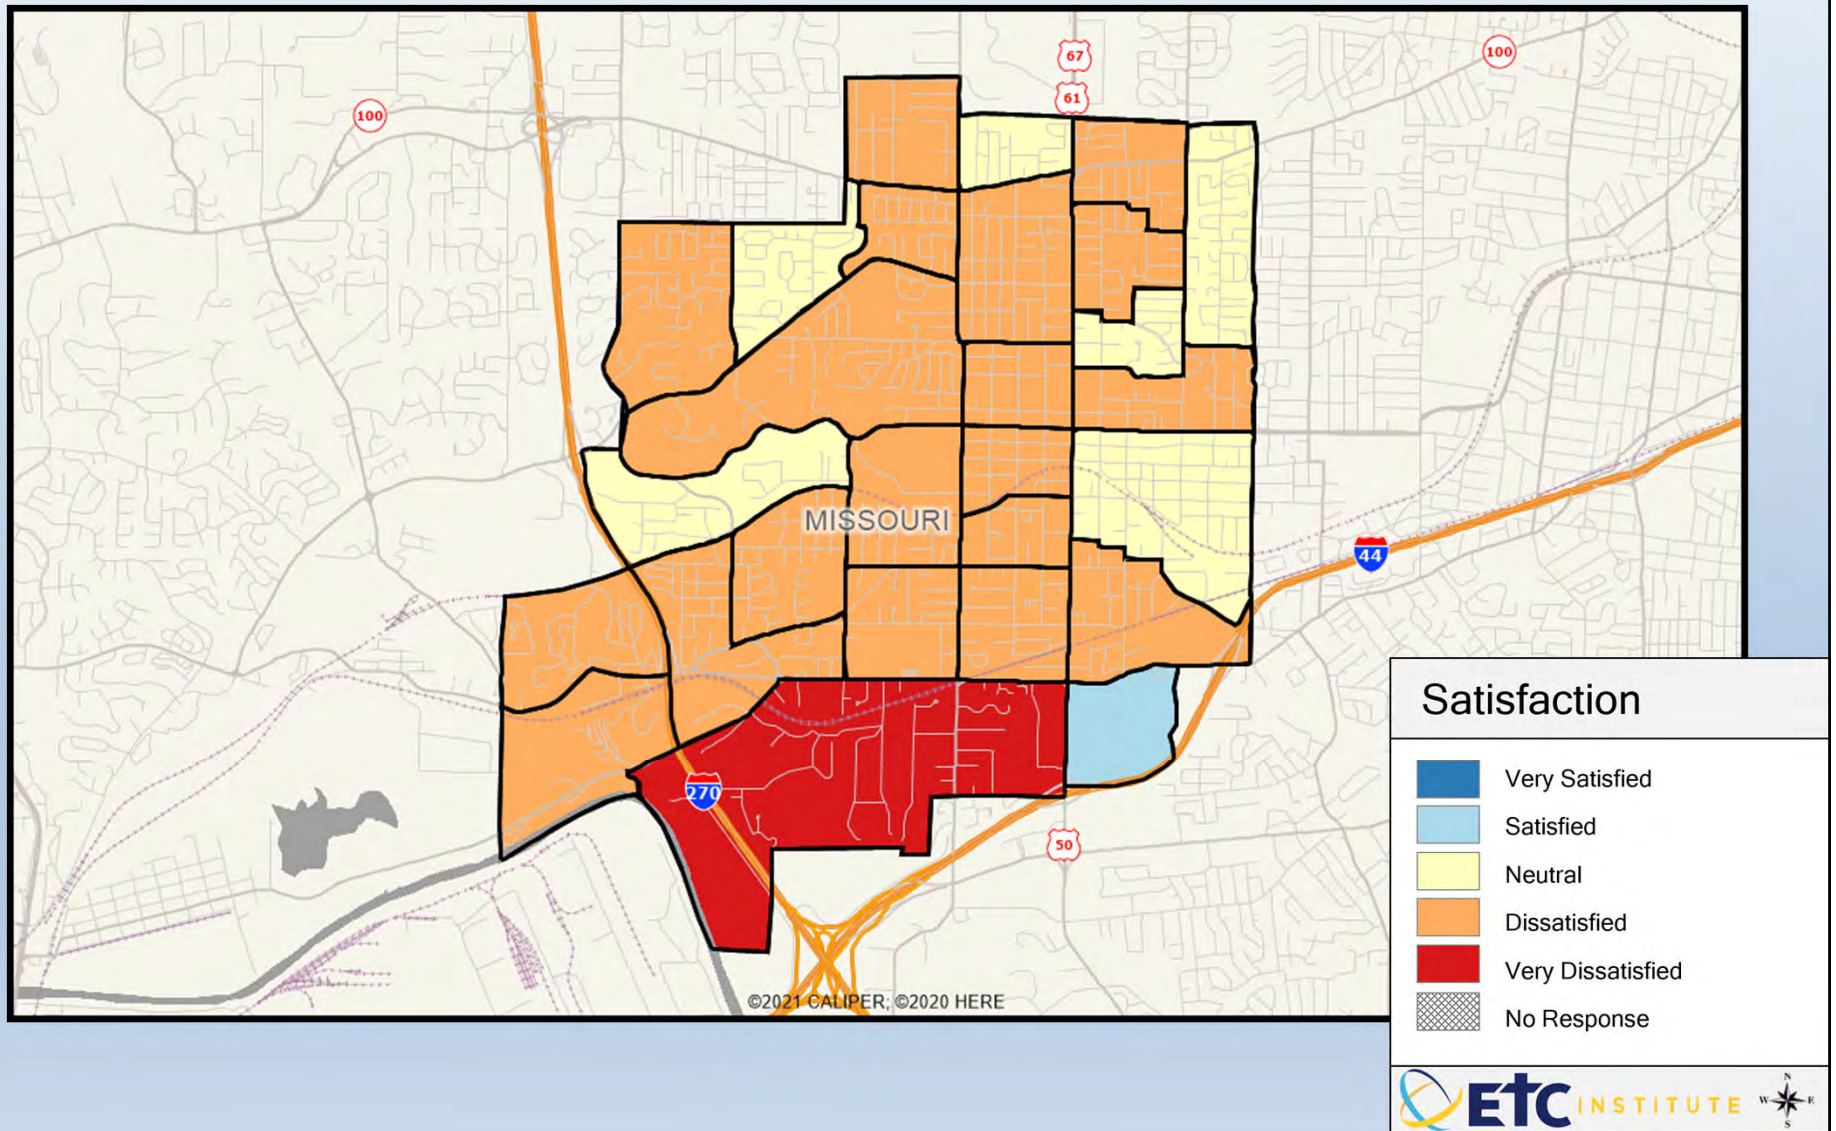 67
100
61
100
MISSOURI
44
270
50
©2021 CALIPER; ©2020 HERE
Satisfaction
Very Satisfied
Satisfied
Neutral
Dissatisfied
Very Dissatisfied
No Response
ETC INSTITUTE
N
W E
S